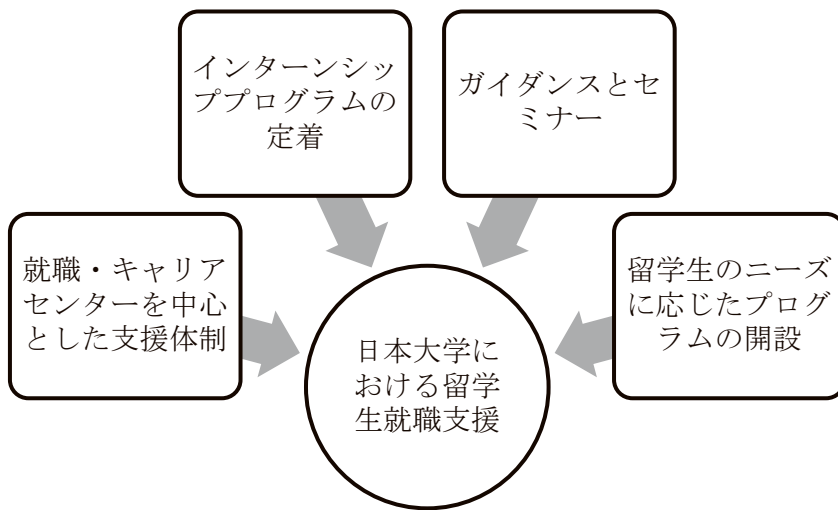 インターンシッ
ププログラムの
定着
ガイダンスとセ
ミナー
就職・キャリア
センターを中心
とした支援体制
留学生のニーズ
に応じたプログ
ラムの開設
日本大学に
おける留学
生就職支援